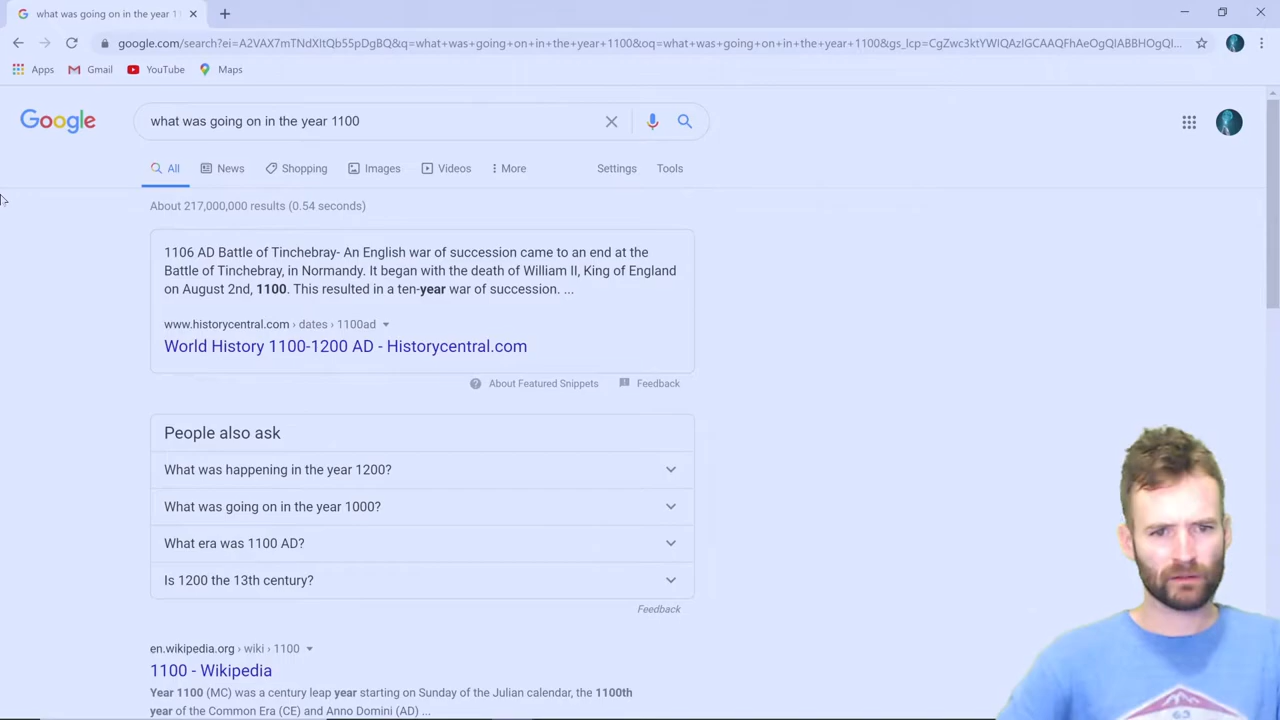 what was going on in the year 1
google.com/search?ei=A2VAX7mTNdXItQb55pDgBQ&q=what+was+going+on+in+the+year+1100&oq=what+was+going+on+in+the+year+1100&gs_lcp=CgZwc3ktYWIQAzIGCAAQFhAeOgQIABBHOgQI...
Apps Gmail YouTube Maps
Google
what was going on in the year 1100
All News Shopping Images Videos More Settings Tools
About 217,000,000 results (0.54 seconds)
1106 AD Battle of Tinchebray- An English war of succession came to an end at the
Battle of Tinchebray, in Normandy. It began with the death of William II, King of England
on August 2nd, 1100. This resulted in a ten-year war of succession. ...
www.historycentral.com › dates › 1100ad
World History 1100-1200 AD - Historycentral.com
About Featured Snippets Feedback
People also ask
What was happening in the year 1200?
What was going on in the year 1000?
What era was 1100 AD?
Is 1200 the 13th century?
Feedback
en.wikipedia.org › wiki › 1100
1100 - Wikipedia
Year 1100 (MC) was a century leap year starting on Sunday of the Julian calendar, the 1100th
year of the Common Era (CE) and Anno Domini (AD) ...